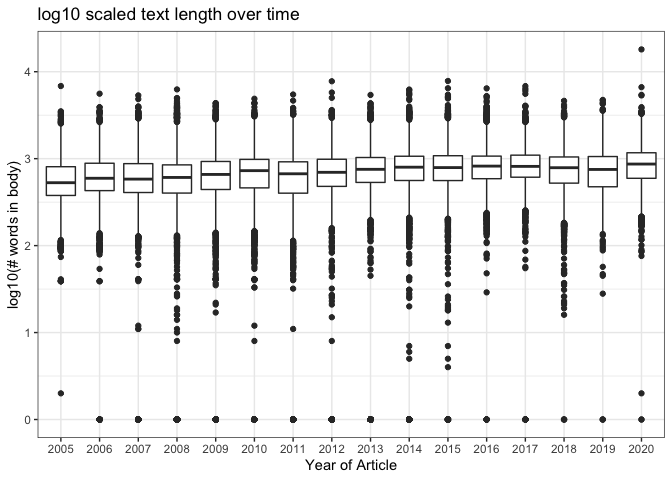 log10 scaled text length over time
4
3
2
1
0
log10(# words in body)
2005 2006 2007 2008 2009 2010 2011 2012 2013 2014 2015 2016 2017 2018 2019 2020
Year of Article